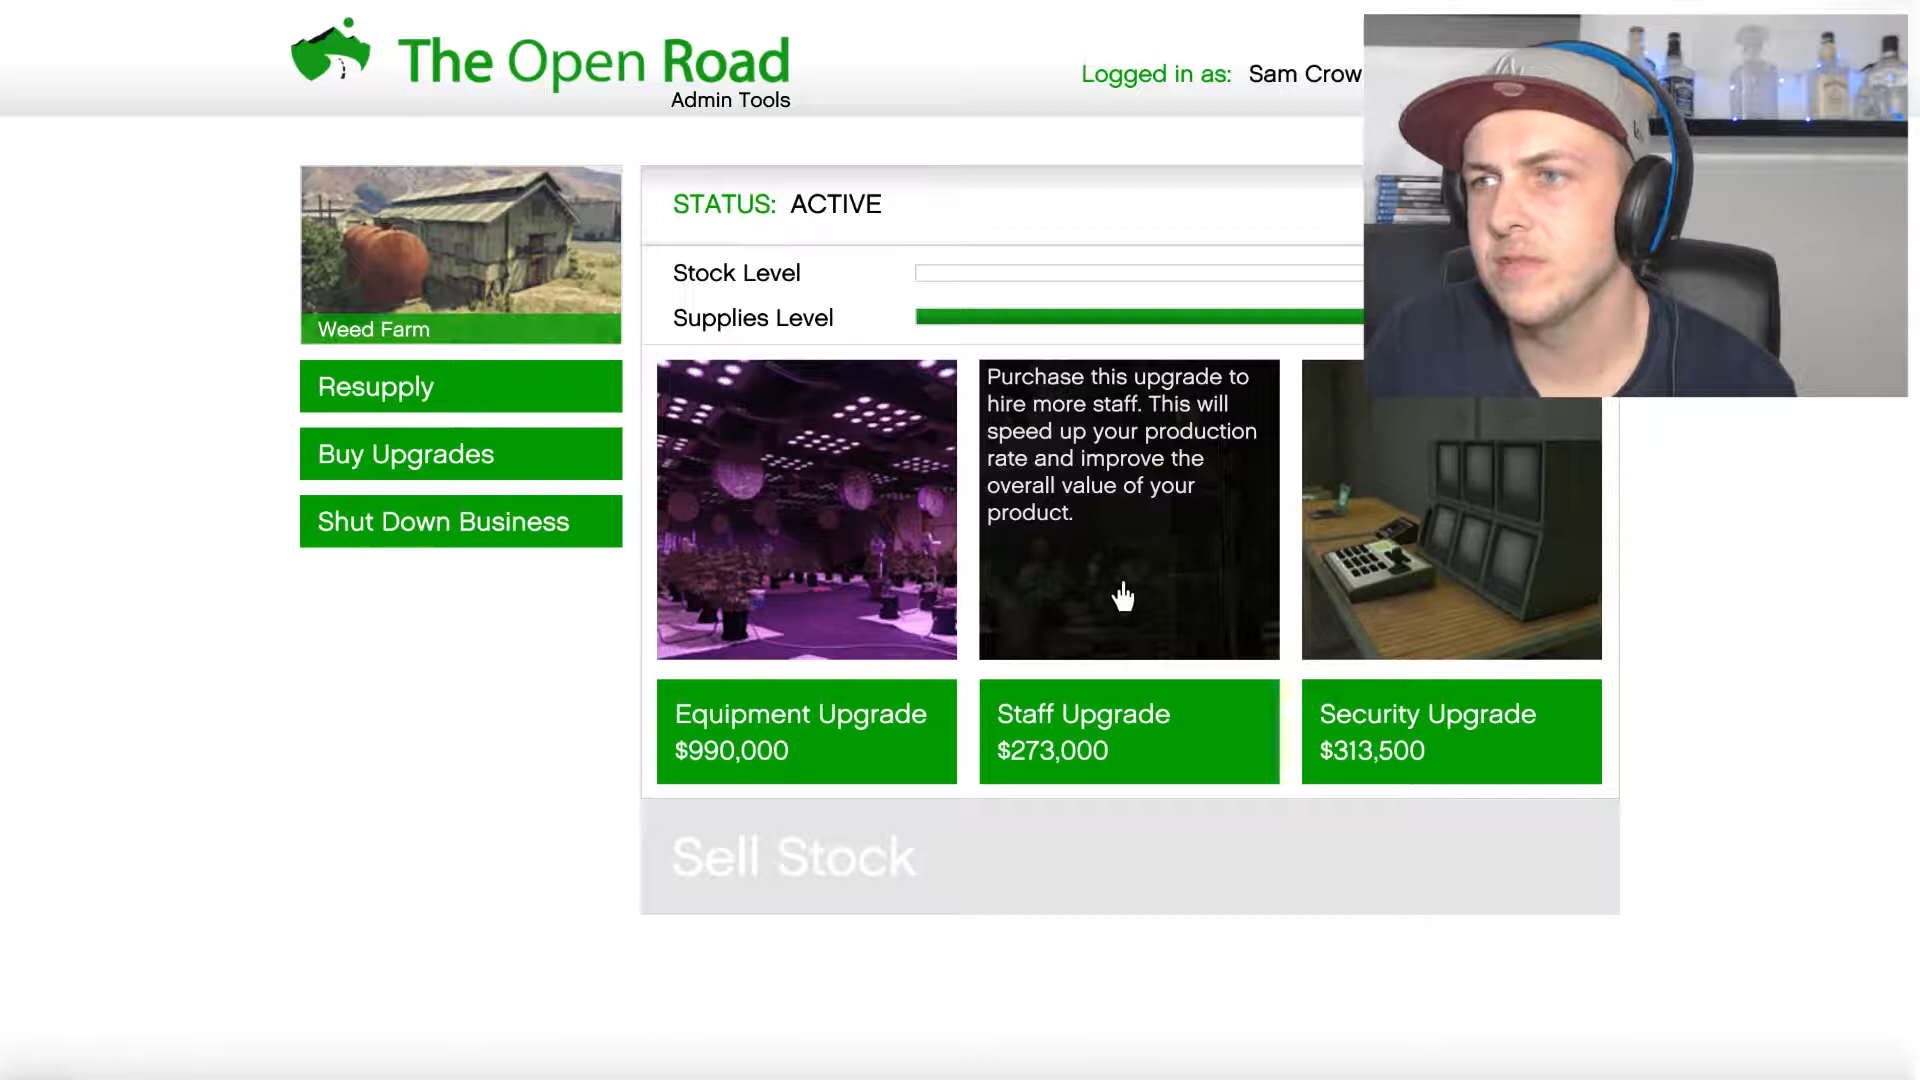 The Open Road
Admin Tools
Logged in as: Sam Crow
Weed Farm
Resupply
Buy Upgrades
Shut Down Business
STATUS: ACTIVE
Stock Level
Supplies Level
Purchase this upgrade to
hire more staff. This will
speed up your production
rate and improve the
overall value of your
product.
Equipment Upgrade
$990,000
Staff Upgrade
$273,000
Security Upgrade
$313,500
Sell Stock